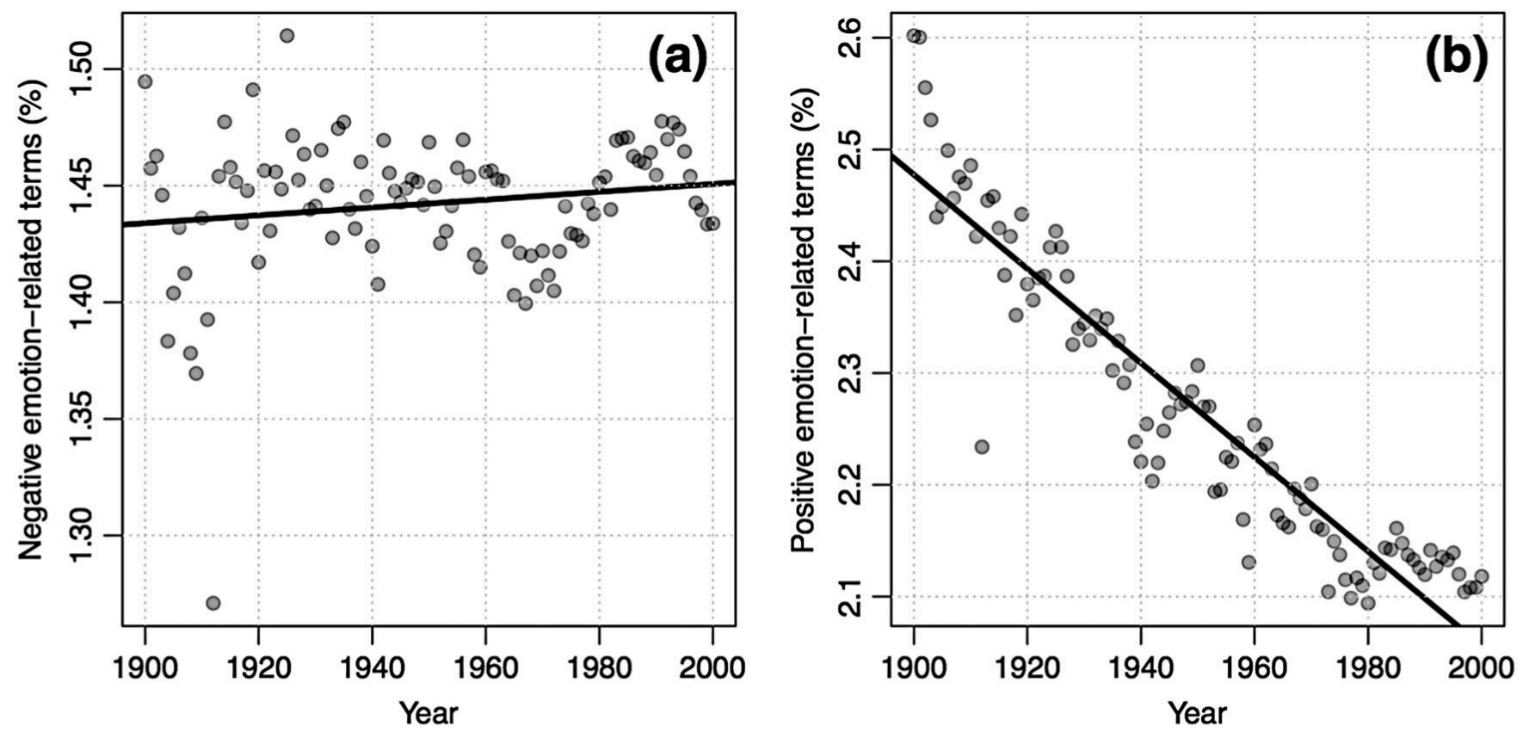 (a)
Negative emotion–related terms (%)
1.50
1.45
1.40
1.35
1.30
1900 1920 1940 1960 1980 2000
Year
(b)
Positive emotion–related terms (%)
2.6
2.5
2.4
2.3
2.2
2.1
1900 1920 1940 1960 1980 2000
Year